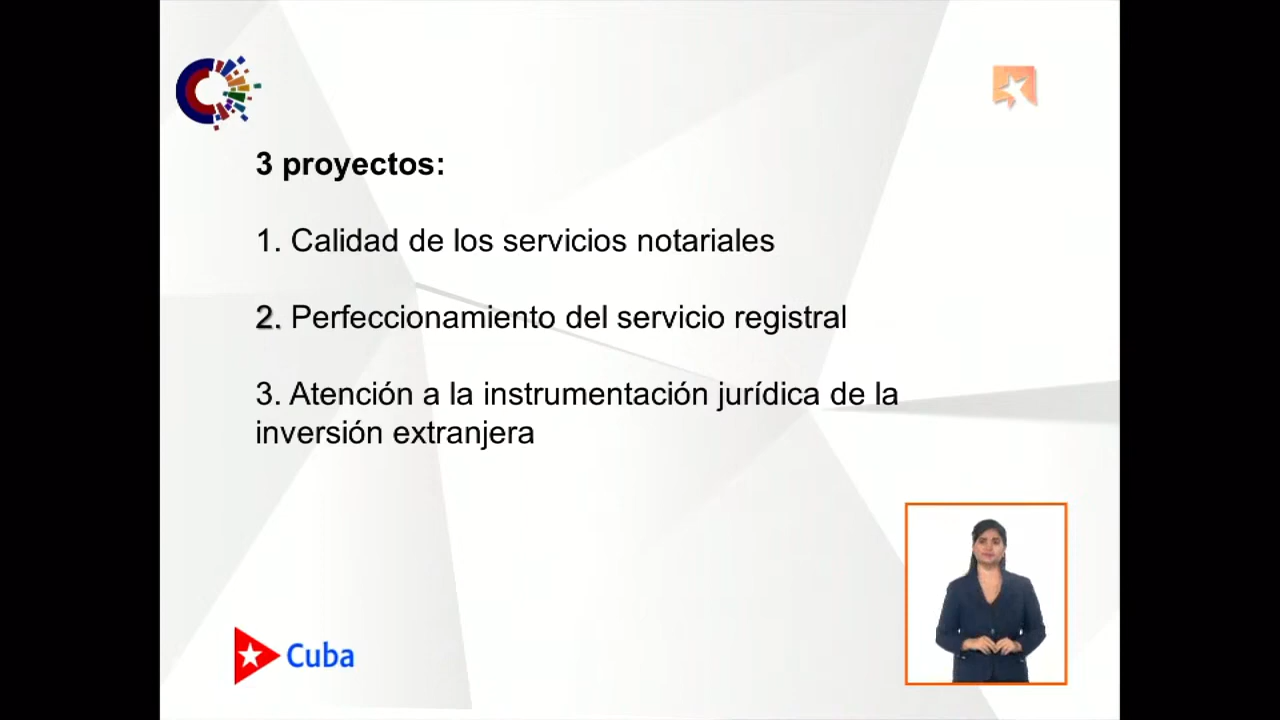 3 proyectos:
1. Calidad de los servicios notariales
2. Perfeccionamiento del servicio registral
3. Atención a la instrumentación jurídica de la
inversión extranjera
Cuba